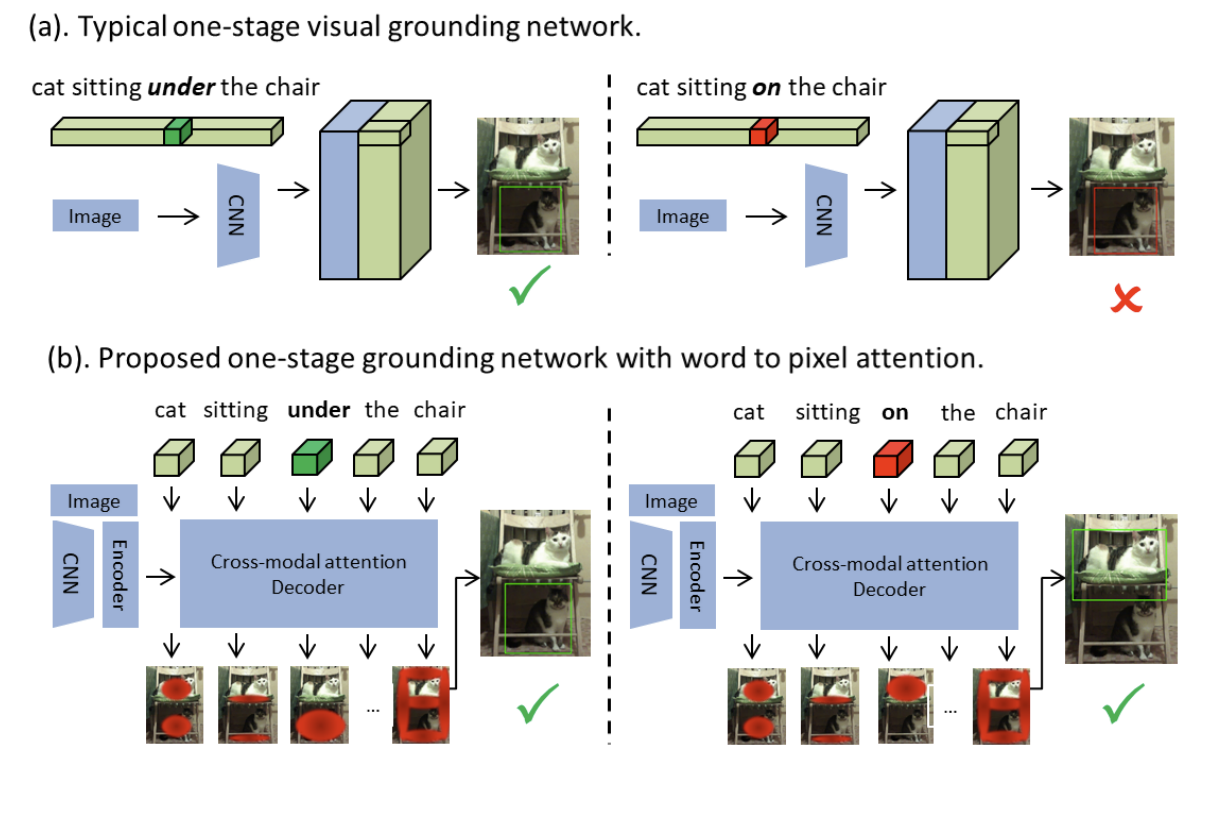 (a). Typical one-stage visual grounding network.
cat sitting under the chair
Image
CNN
cat sitting on the chair
Image
CNN
(b). Proposed one-stage grounding network with word to pixel attention.
cat sitting under the chair
Image
CNN
Encoder
Cross-modal attention
Decoder
...
cat sitting on the chair
Image
CNN
Encoder
Cross-modal attention
Decoder
...